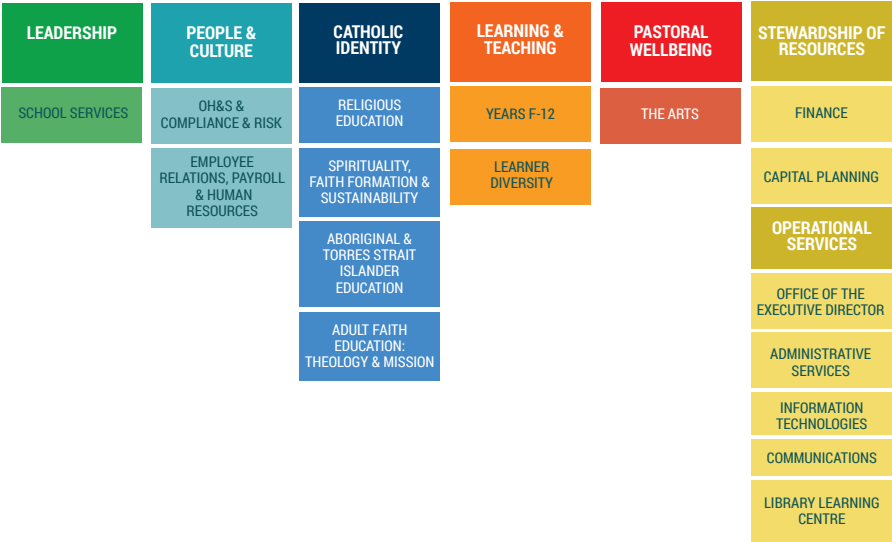 LEADERSHIP
SCHOOL SERVICES
PEOPLE &
CULTURE
OH&S &
COMPLIANCE & RISK
EMPLOYEE
RELATIONS, PAYROLL
& HUMAN
RESOURCES
CATHOLIC
IDENTITY
RELIGIOUS
EDUCATION
SPIRITUALITY,
FAITH FORMATION &
SUSTAINABILITY
ABORIGINAL &
TORRES STRAIT
ISLANDER
EDUCATION
ADULT FAITH
EDUCATION:
THEOLOGY & MISSION
LEARNING &
TEACHING
YEARS F-12
LEARNER
DIVERSITY
PASTORAL
WELLBEING
THE ARTS
STEWARDSHIP OF
RESOURCES
FINANCE
CAPITAL PLANNING
OPERATIONAL
SERVICES
OFFICE OF THE
EXECUTIVE DIRECTOR
ADMINISTRATIVE
SERVICES
INFORMATION
TECHNOLOGIES
COMMUNICATIONS
LIBRARY LEARNING
CENTRE